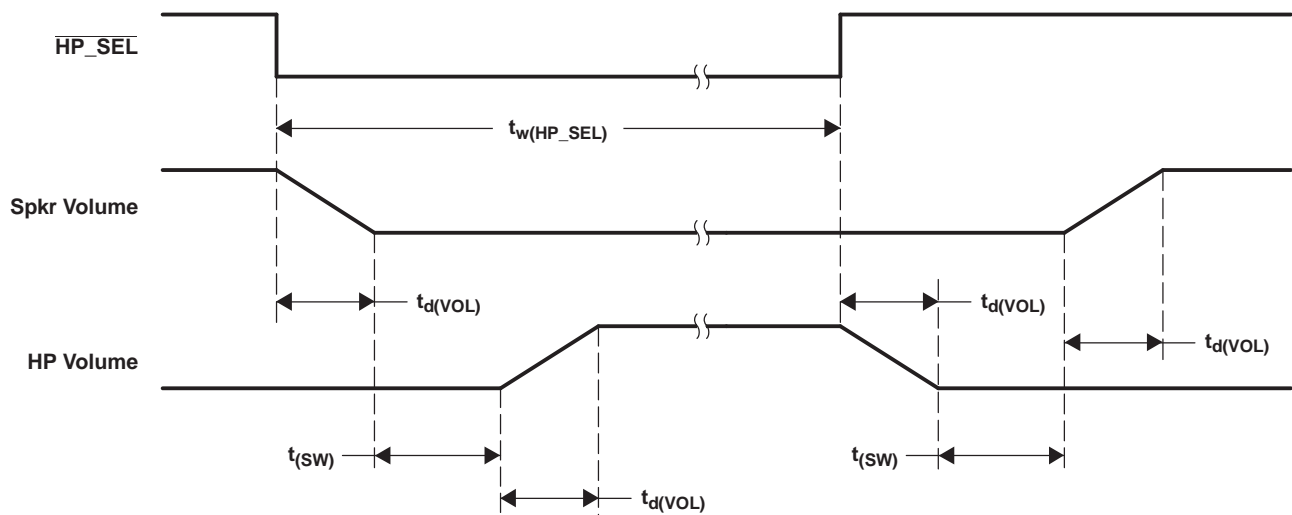 HP_SEL
tw(HP_SEL)
Spkr Volume
td(VOL)
td(VOL)
HP Volume
td(VOL)
t(SW)
t(SW)
td(VOL)